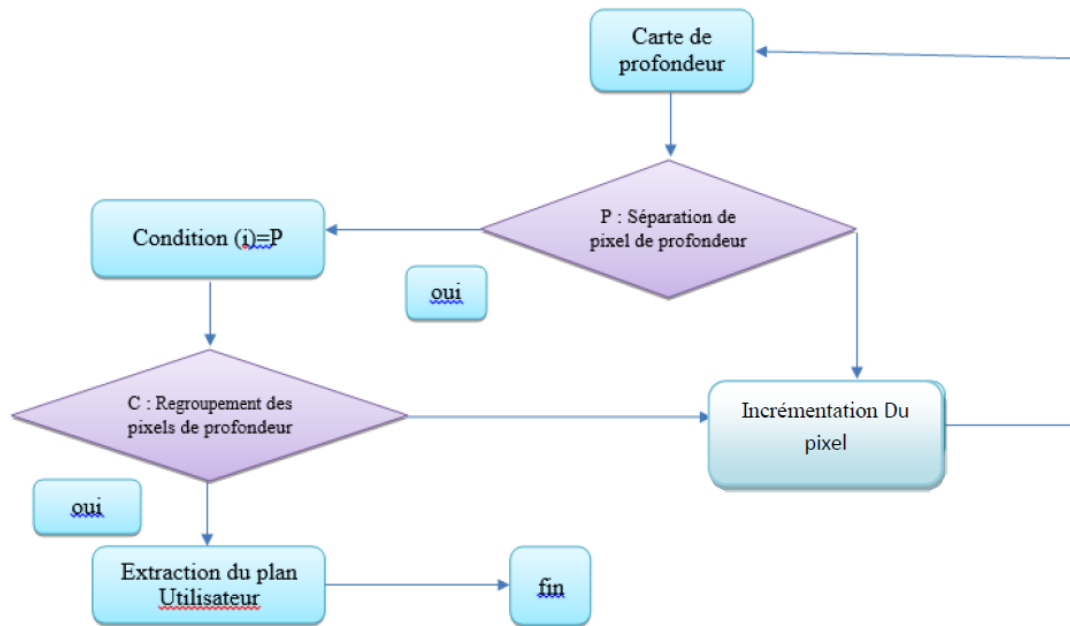 Carte de
profondeur
P : Séparation de
pixel de profondeur
Condition (i)=P
oui
C : Regroupement des
pixels de profondeur
Incrémentation Du
pixel
oui
Extraction du plan
Utilisateur
fin